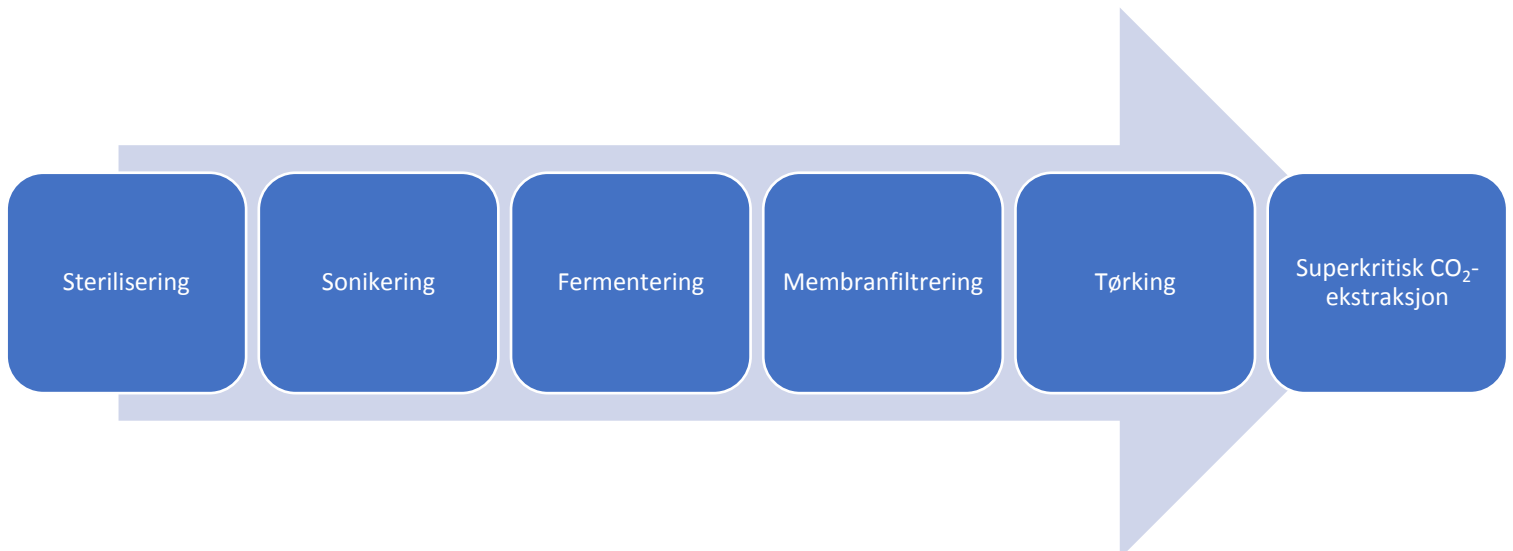 Sterilisering
Sonikering
Fermentering
Membranfiltrering
Tørking
Superkritisk CO₂-
ekstraksjon